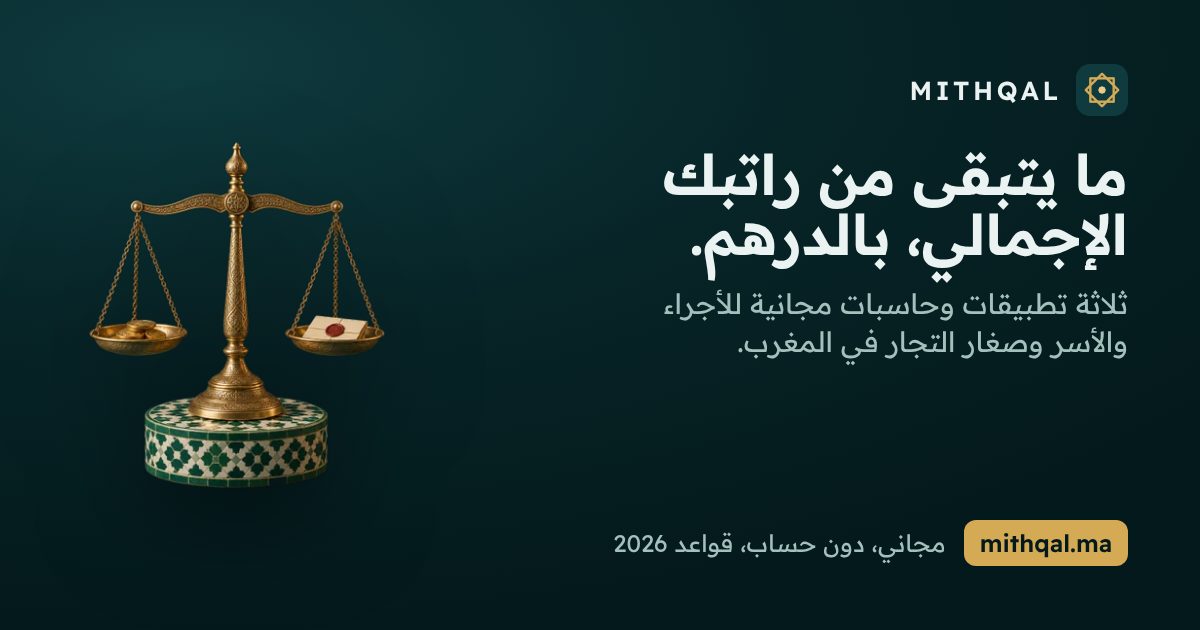 MITHQAL
ما يتبقى من راتبك
الإجمالي، بالدرهم.
ثلاثة تطبيقات وحاسبات مجانية للأجراء
والأسر وصغار التجار في المغرب.
mithqal.ma
مجاني، دون حساب، قواعد 2026